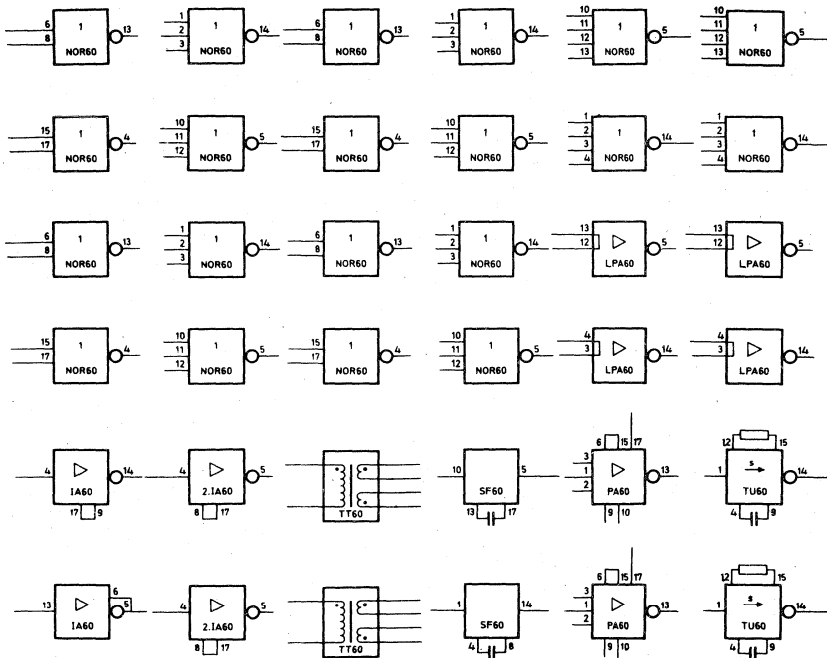 6 8 1 NOR60 13
1 2 3 1 NOR60 14
6 8 1 NOR60 13
1 2 3 1 NOR60 14
10 11 12 13 1 NOR60 5
10 11 12 13 1 NOR60 5
15 17 1 NOR60 4
10 11 12 1 NOR60 5
15 17 1 NOR60 4
10 11 12 1 NOR60 5
1 2 3 4 1 NOR60 14
1 2 3 4 1 NOR60 14
6 8 1 NOR60 13
1 2 3 1 NOR60 14
6 8 1 NOR60 13
1 2 3 1 NOR60 14
13 12 LPA60 5
13 12 LPA60 5
15 17 1 NOR60 4
10 11 12 1 NOR60 5
15 17 1 NOR60 4
10 11 12 1 NOR60 5
4 3 LPA60 14
4 3 LPA60 14
4 IA60 14 17 9
4 2.IA60 5 8 17
TT60
10 SF60 5 13 17
6 15 17 3 1 2 PA60 13 9 10
12 15 1 s TU60 14 4 9
13 IA60 6 5
4 2.IA60 5 8 17
TT60
1 SF60 14 4 8
6 15 17 3 1 2 PA60 13 9 10
12 15 1 s TU60 14 4 9